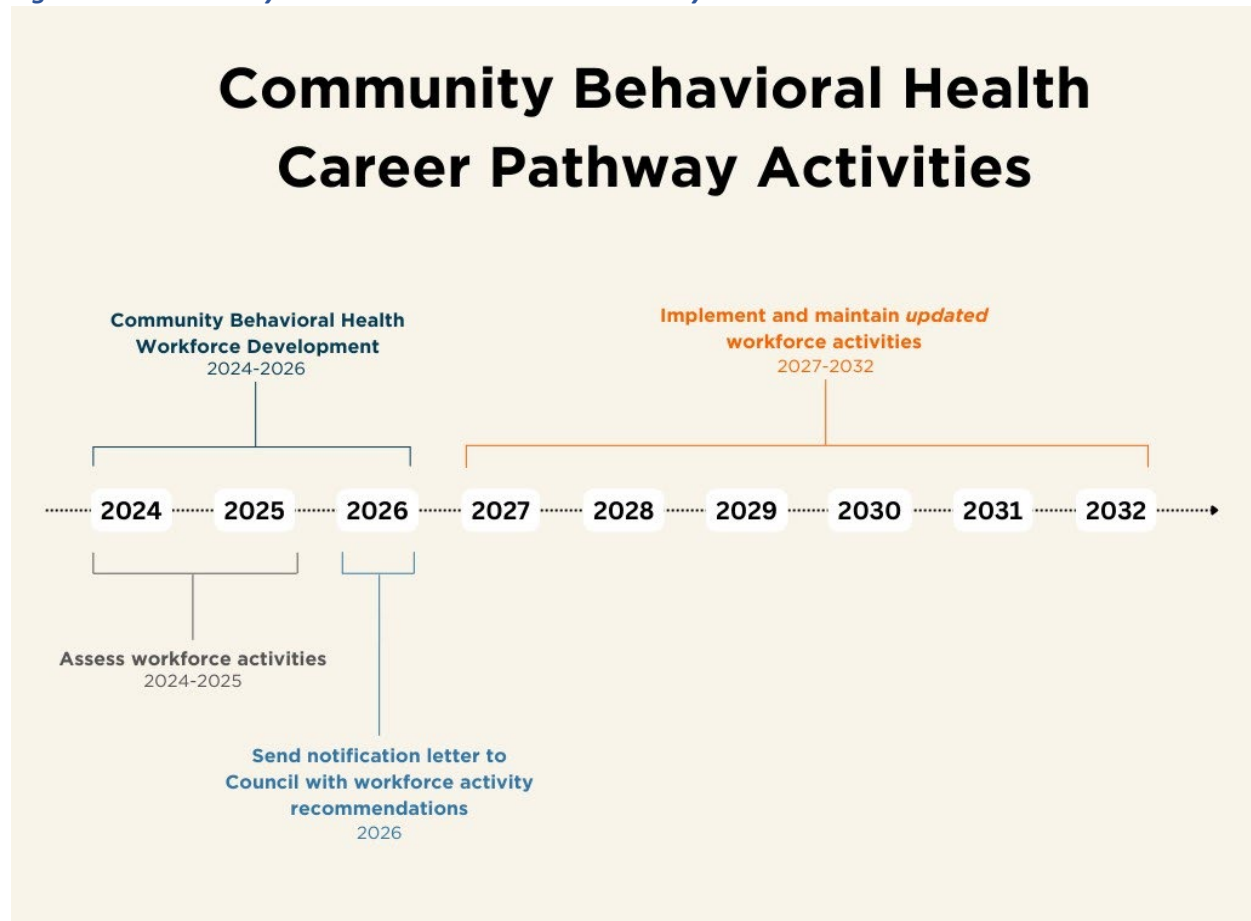 Community Behavioral Health
Career Pathway Activities
Community Behavioral Health
Workforce Development
2024-2026
Implement and maintain updated
workforce activities
2027-2032
2024 2025 2026 2027 2028 2029 2030 2031 2032
Assess workforce activities
2024-2025
Send notification letter to
Council with workforce activity
recommendations
2026